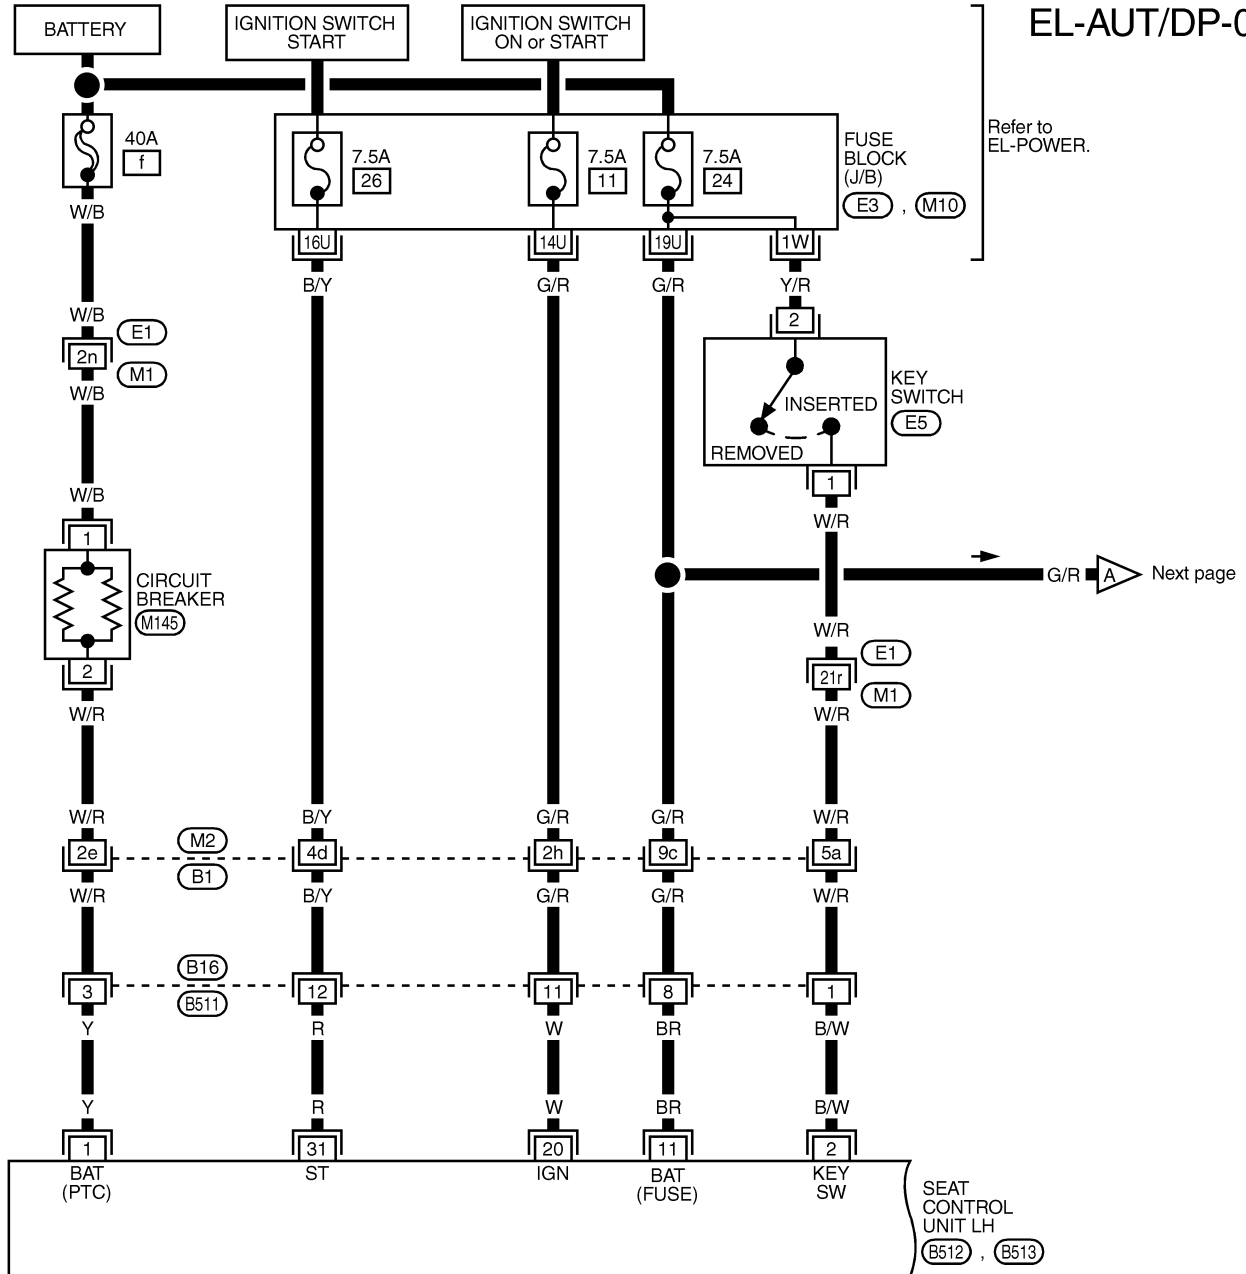 EL-AUT/DP-0
BATTERY
IGNITION SWITCH
START
IGNITION SWITCH
ON or START
Refer to
EL-POWER.
40A
f
7.5A
26
7.5A
11
7.5A
24
FUSE
BLOCK
(J/B)
E3 , M10
W/B
16U
14U
19U
1W
B/Y
G/R
G/R
Y/R
W/B
E1
2n
M1
W/B
2
KEY
SWITCH
E5
INSERTED
REMOVED
1
W/B
W/R
1
CIRCUIT
BREAKER
M145
2
G/R
A
Next page
W/R
E1
21r
M1
W/R
W/R
W/R
B/Y
G/R
G/R
W/R
2e
M2
B1
4d
2h
9c
5a
W/R
B/Y
G/R
G/R
W/R
3
B16
B511
12
11
8
1
Y
R
W
BR
B/W
Y
R
W
BR
B/W
1
31
20
11
2
BAT
(PTC)
ST
IGN
BAT
(FUSE)
KEY
SW
SEAT
CONTROL
UNIT LH
B512 , B513